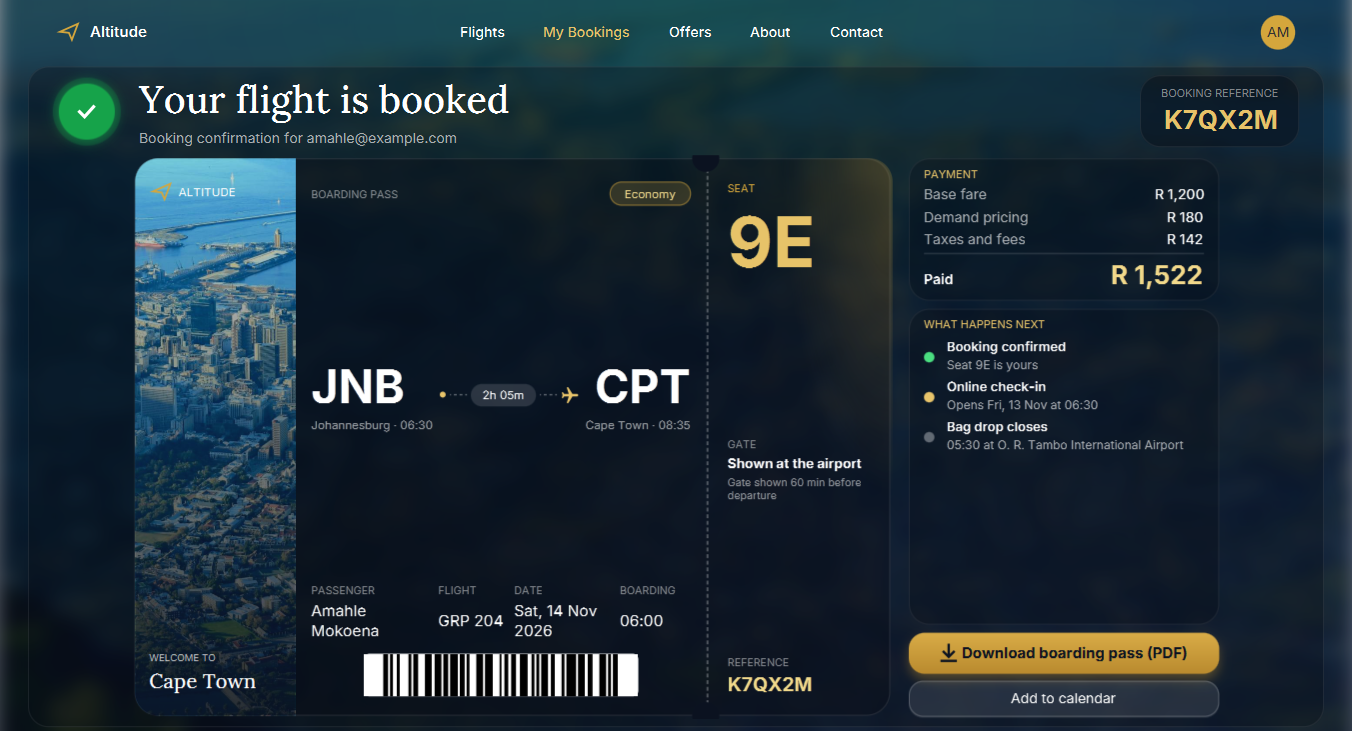 Altitude
Flights
My Bookings
Offers
About
Contact
AM
Your flight is booked
Booking confirmation for amahle@example.com
BOOKING REFERENCE
K7QX2M
ALTITUDE
WELCOME TO
Cape Town
BOARDING PASS
Economy
JNB
2h 05m
CPT
Johannesburg · 06:30
Cape Town · 08:35
PASSENGER
Amahle
Mokoena
FLIGHT
GRP 204
DATE
Sat, 14 Nov
2026
BOARDING
06:00
SEAT
9E
GATE
Shown at the airport
Gate shown 60 min before
departure
REFERENCE
K7QX2M
PAYMENT
Base fare R 1,200
Demand pricing R 180
Taxes and fees R 142
Paid R 1,522
WHAT HAPPENS NEXT
Booking confirmed
Seat 9E is yours
Online check-in
Opens Fri, 13 Nov at 06:30
Bag drop closes
05:30 at O. R. Tambo International Airport
Download boarding pass (PDF)
Add to calendar